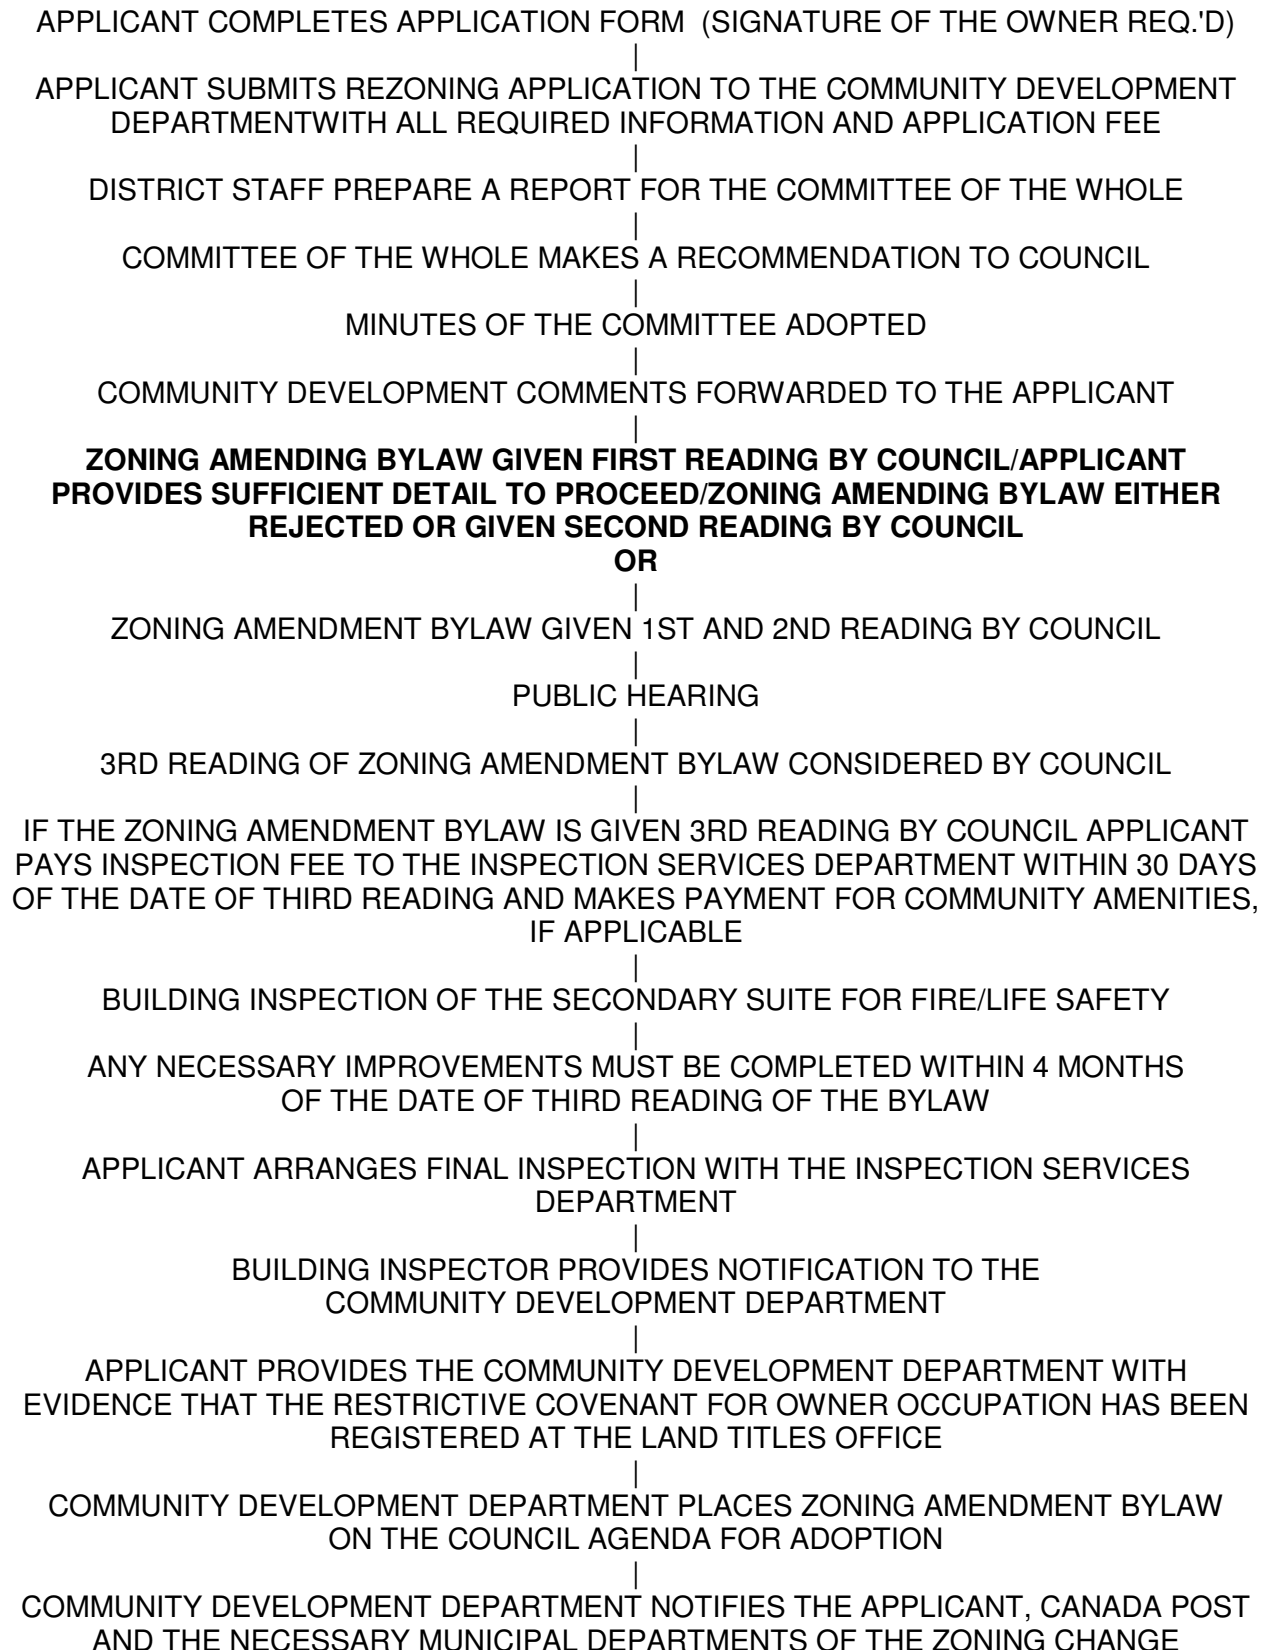 APPLICANT COMPLETES APPLICATION FORM (SIGNATURE OF THE OWNER REQ.'D)
APPLICANT SUBMITS REZONING APPLICATION TO THE COMMUNITY DEVELOPMENT
DEPARTMENTWITH ALL REQUIRED INFORMATION AND APPLICATION FEE
DISTRICT STAFF PREPARE A REPORT FOR THE COMMITTEE OF THE WHOLE
COMMITTEE OF THE WHOLE MAKES A RECOMMENDATION TO COUNCIL
MINUTES OF THE COMMITTEE ADOPTED
COMMUNITY DEVELOPMENT COMMENTS FORWARDED TO THE APPLICANT
ZONING AMENDING BYLAW GIVEN FIRST READING BY COUNCIL/APPLICANT
PROVIDES SUFFICIENT DETAIL TO PROCEED/ZONING AMENDING BYLAW EITHER
REJECTED OR GIVEN SECOND READING BY COUNCIL
OR
ZONING AMENDMENT BYLAW GIVEN 1ST AND 2ND READING BY COUNCIL
PUBLIC HEARING
3RD READING OF ZONING AMENDMENT BYLAW CONSIDERED BY COUNCIL
IF THE ZONING AMENDMENT BYLAW IS GIVEN 3RD READING BY COUNCIL APPLICANT
PAYS INSPECTION FEE TO THE INSPECTION SERVICES DEPARTMENT WITHIN 30 DAYS
OF THE DATE OF THIRD READING AND MAKES PAYMENT FOR COMMUNITY AMENITIES,
IF APPLICABLE
BUILDING INSPECTION OF THE SECONDARY SUITE FOR FIRE/LIFE SAFETY
ANY NECESSARY IMPROVEMENTS MUST BE COMPLETED WITHIN 4 MONTHS
OF THE DATE OF THIRD READING OF THE BYLAW
APPLICANT ARRANGES FINAL INSPECTION WITH THE INSPECTION SERVICES
DEPARTMENT
BUILDING INSPECTOR PROVIDES NOTIFICATION TO THE
COMMUNITY DEVELOPMENT DEPARTMENT
APPLICANT PROVIDES THE COMMUNITY DEVELOPMENT DEPARTMENT WITH
EVIDENCE THAT THE RESTRICTIVE COVENANT FOR OWNER OCCUPATION HAS BEEN
REGISTERED AT THE LAND TITLES OFFICE
COMMUNITY DEVELOPMENT DEPARTMENT PLACES ZONING AMENDMENT BYLAW
ON THE COUNCIL AGENDA FOR ADOPTION
COMMUNITY DEVELOPMENT DEPARTMENT NOTIFIES THE APPLICANT, CANADA POST
AND THE NECESSARY MUNICIPAL DEPARTMENTS OF THE ZONING CHANGE